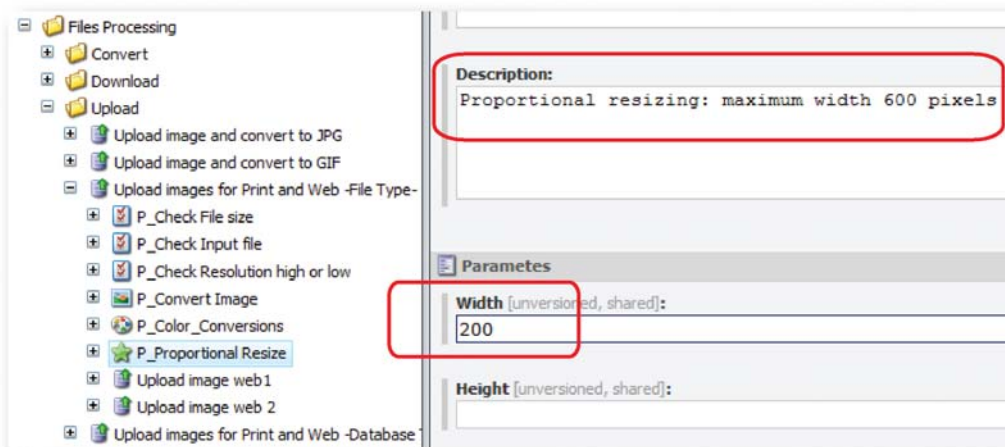 Files Processing
Convert
Download
Upload
Upload image and convert to JPG
Upload image and convert to GIF
Upload images for Print and Web -File Type-
P_Check File size
P_Check Input file
P_Check Resolution high or low
P_Convert Image
P_Color_Conversions
P_Proportional Resize
Upload image web1
Upload image web 2
Upload images for Print and Web -Database
Description:
Proportional resizing: maximum width 600 pixels
Parametes
Width [unversioned, shared]:
200
Height [unversioned, shared]: